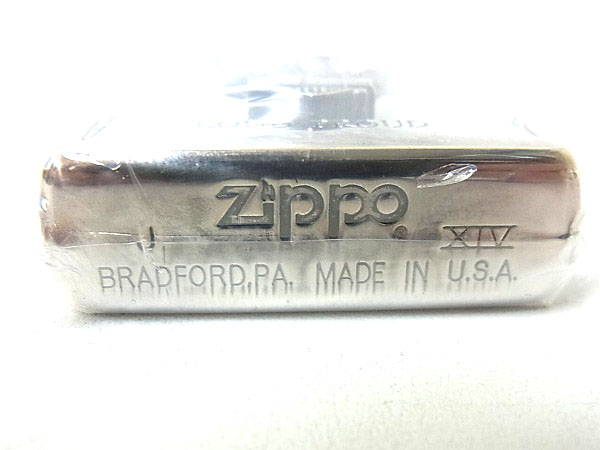 Zippo
J XIV
BRADFORD,PA. MADE IN U.S.A.